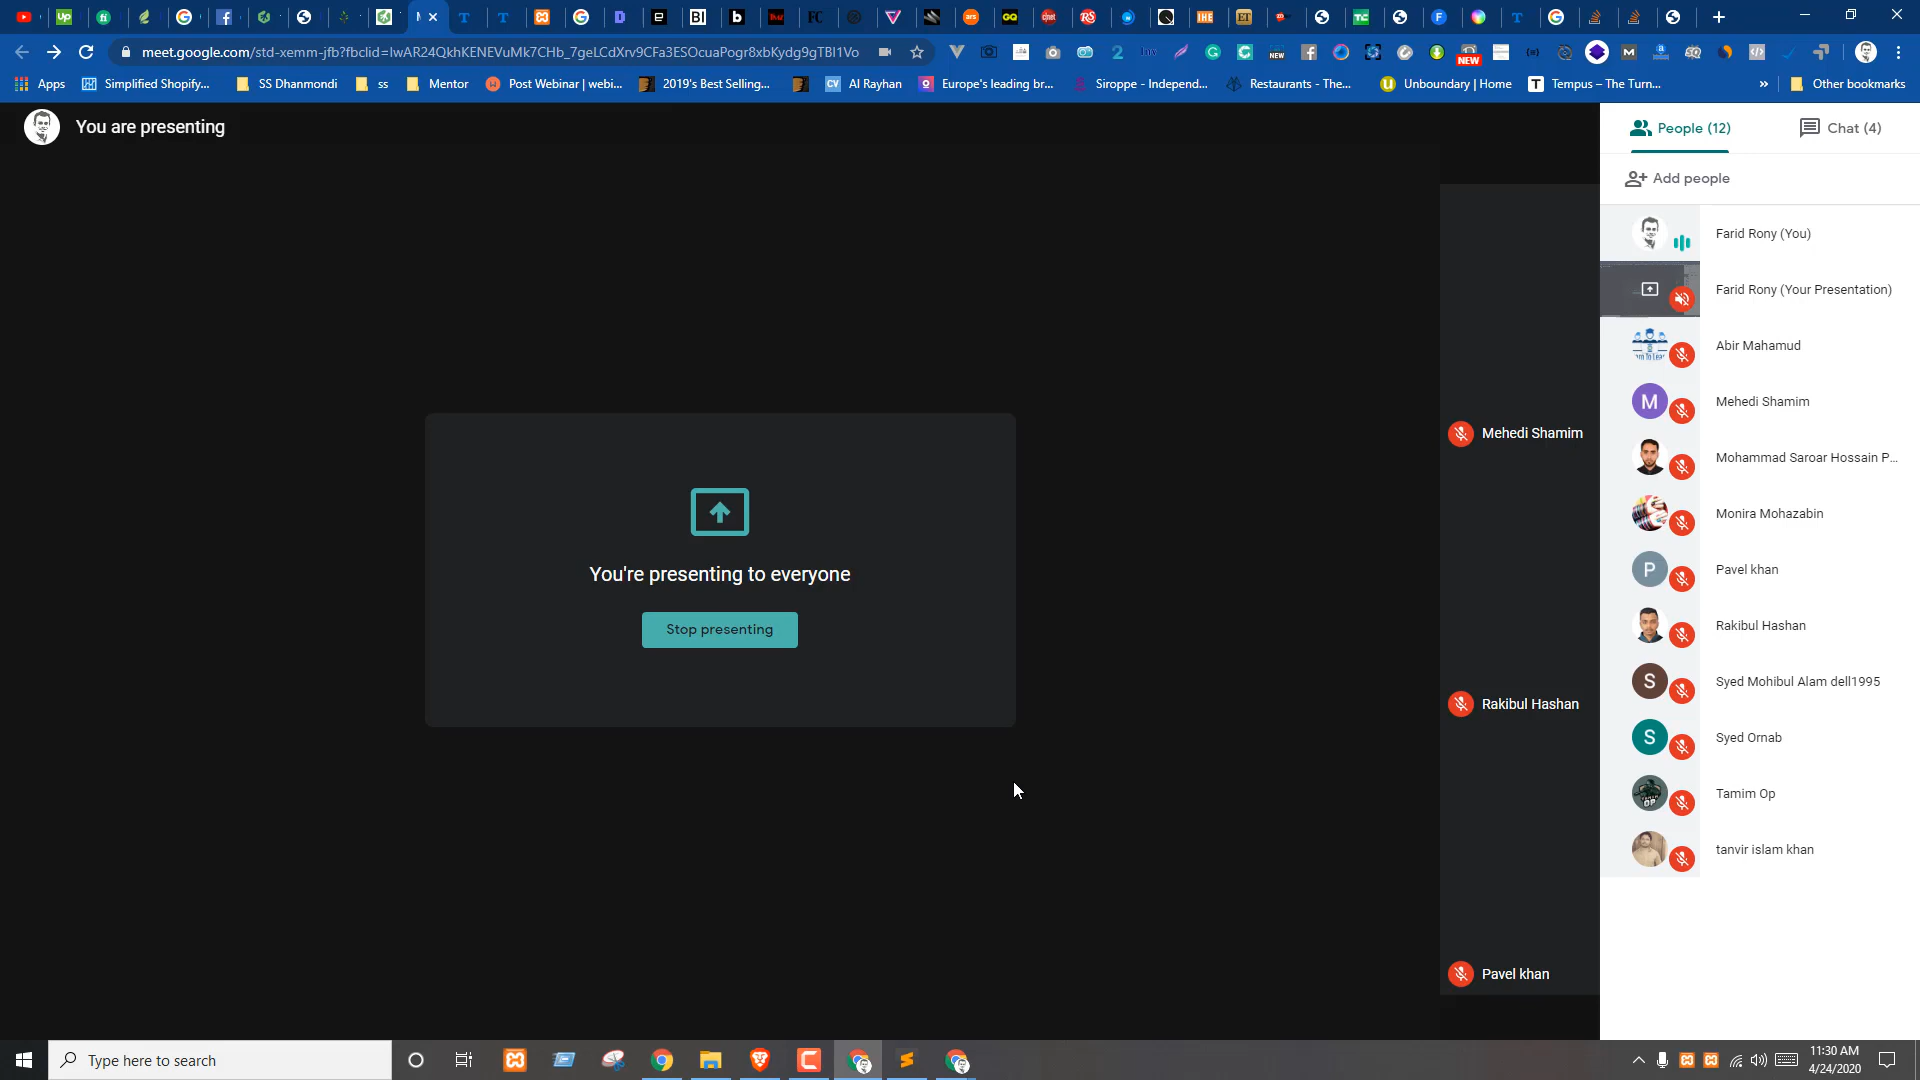 meet.google.com/std-xemm-jfb?fbclid=IwAR24QkhKENEVuMk7CHb_7geLCdXrv9CFa3ESOcuaPogr8xbKydg9gTBI1Vo
Apps
Simplified Shopify...
SS Dhanmondi
ss
Mentor
Post Webinar | webi...
2019's Best Selling...
CV
Al Rayhan
Europe's leading br...
Siroppe - Independ...
Restaurants - The...
Unboundary | Home
T
Tempus – The Turn...
»
Other bookmarks
You are presenting
People (12)
Chat (4)
Add people
Farid Rony (You)
Farid Rony (Your Presentation)
Abir Mahamud
M
Mehedi Shamim
Mohammad Saroar Hossain P...
Monira Mohazabin
P
Pavel khan
Rakibul Hashan
S
Syed Mohibul Alam dell1995
S
Syed Ornab
Tamim Op
tanvir islam khan
Mehedi Shamim
Rakibul Hashan
Pavel khan
You're presenting to everyone
Stop presenting
Type here to search
11:30 AM
4/24/2020